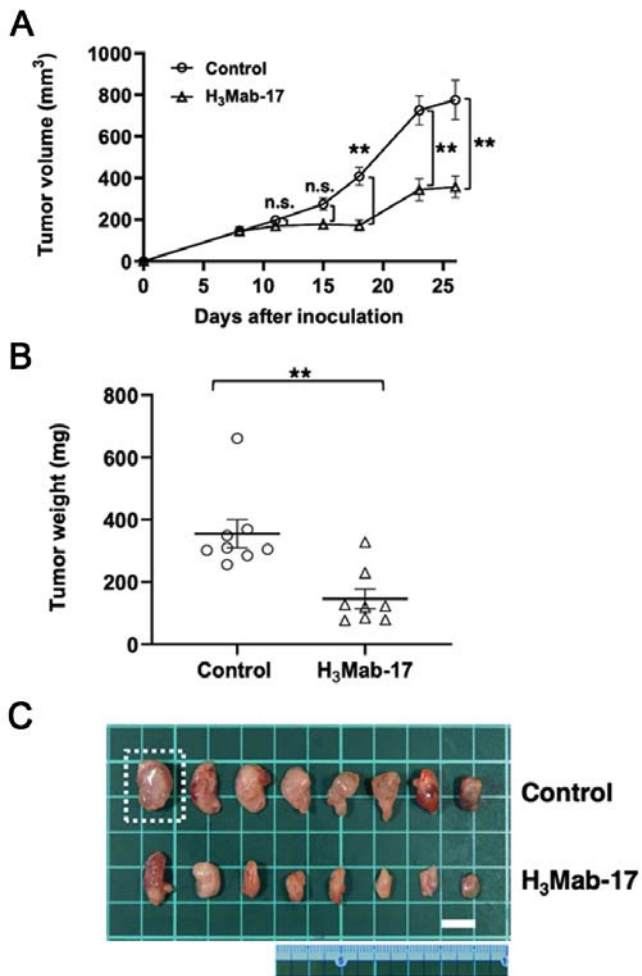 A
Tumor volume (mm³)
1000
800
600
400
200
0
Control
H₃Mab-17
n.s.
n.s.
**
**
**
0
5
10
15
20
25
Days after inoculation
B
Tumor weight (mg)
800
600
400
200
0
**
Control
H₃Mab-17
C
Control
H₃Mab-17
5